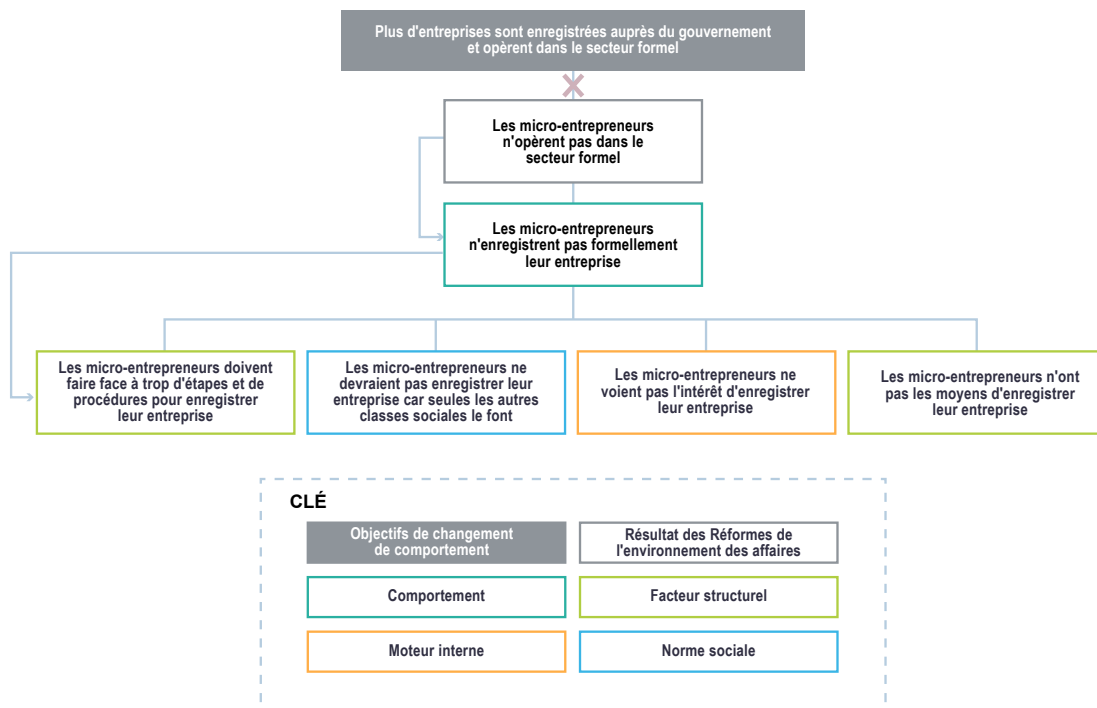 Plus d'entreprises sont enregistrées auprès du gouvernement
et opèrent dans le secteur formel
Les micro-entrepreneurs
n'opèrent pas dans le
secteur formel
Les micro-entrepreneurs
n'enregistrent pas formellement
leur entreprise
Les micro-entrepreneurs doivent
faire face à trop d'étapes et de
procédures pour enregistrer
leur entreprise
Les micro-entrepreneurs ne
devraient pas enregistrer leur
entreprise car seules les autres
classes sociales le font
Les micro-entrepreneurs ne
voient pas l'intérêt d'enregistrer
leur entreprise
Les micro-entrepreneurs n'ont
pas les moyens d'enregistrer
leur entreprise
CLÉ
Objectifs de changement
de comportement
Résultat des Réformes de
l'environnement des affaires
Comportement
Facteur structurel
Moteur interne
Norme sociale